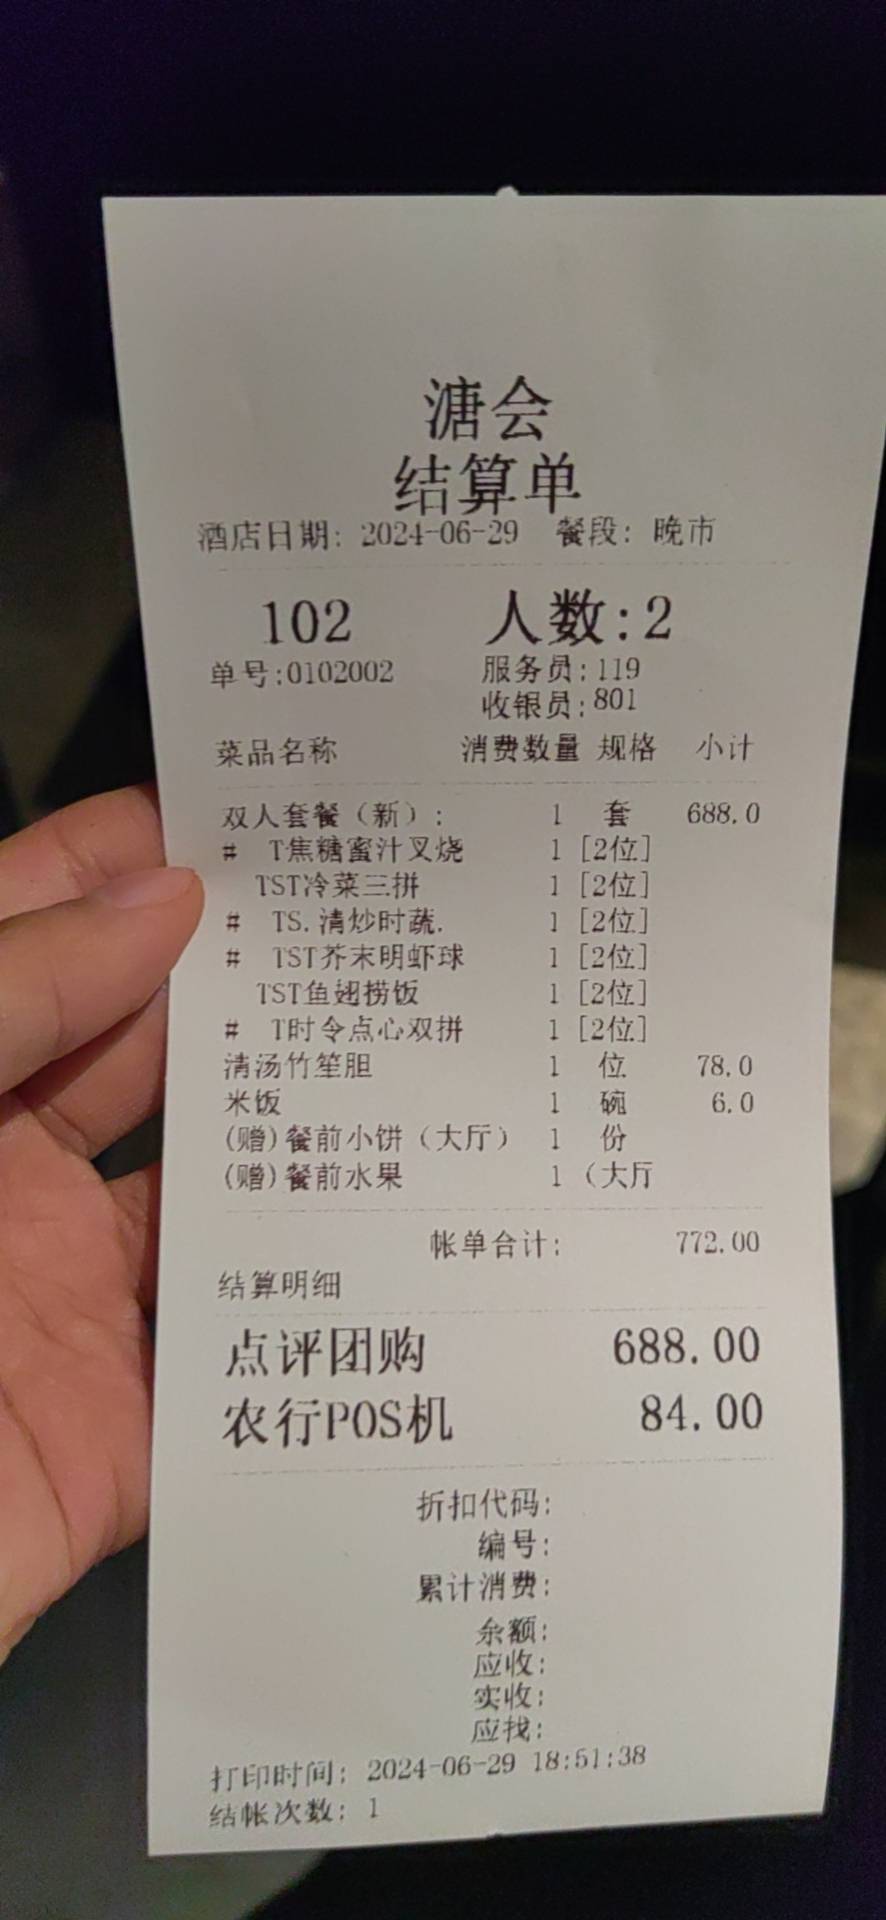 溏会
结算单
酒店日期: 2024-06-29 餐段: 晚市
102 人数:2
单号:0102002 服务员:119
收银员:801
菜品名称 消费数量 规格 小计
双人套餐（新）: 1 套 688.0
# T焦糖蜜汁叉烧 1 [2位]
TST冷菜三拼 1 [2位]
# TS.清炒时蔬. 1 [2位]
# TST芥末明虾球 1 [2位]
TST鱼翅捞饭 1 [2位]
# T时令点心双拼 1 [2位]
清汤竹笙胆 1 位 78.0
米饭 1 碗 6.0
(赠)餐前小饼（大厅） 1 份
(赠)餐前水果 1 （大厅
帐单合计: 772.00
结算明细
点评团购 688.00
农行POS机 84.00
折扣代码:
编号:
累计消费:
余额:
应收:
实收:
应找:
打印时间: 2024-06-29 18:51:38
结帐次数: 1